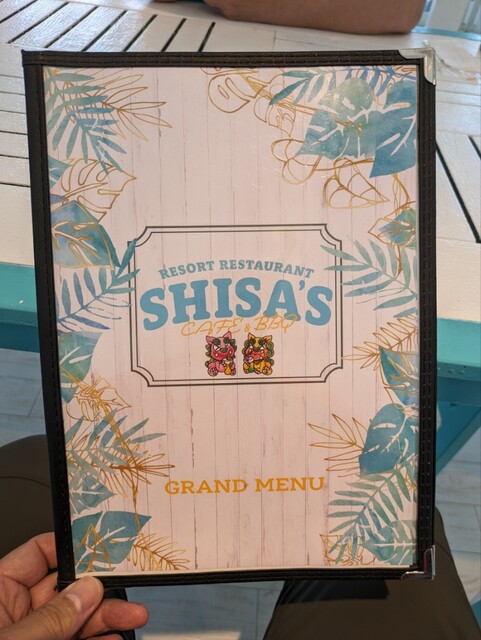 RESORT RESTAURANT
SHISA'S
CAFE & BBQ
GRAND MENU